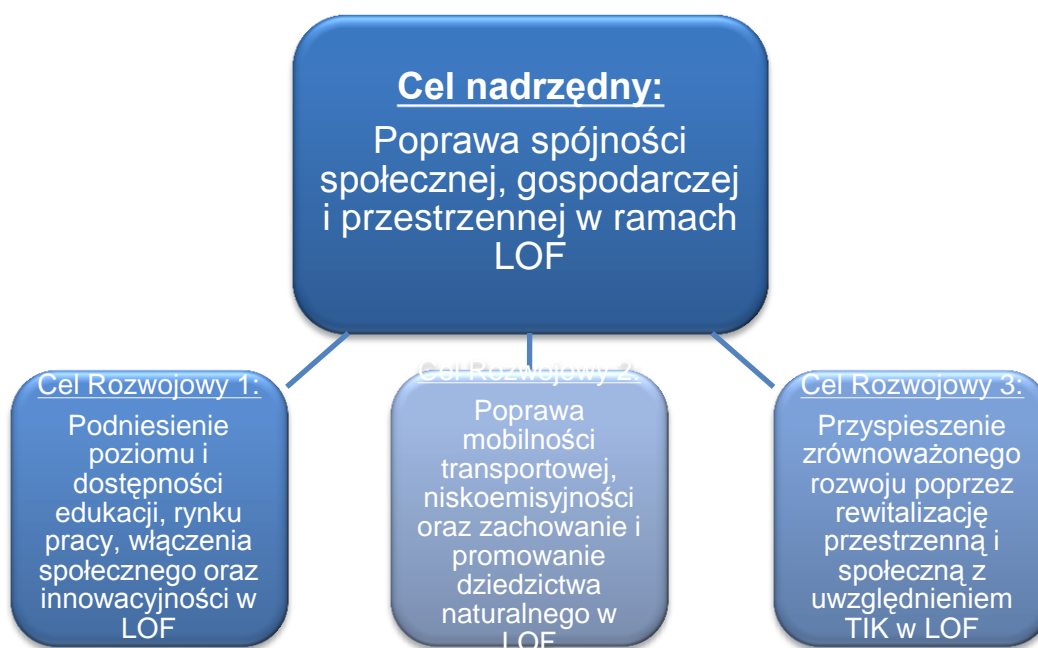 Cel nadrzędny:
Poprawa spójności
społecznej, gospodarczej
i przestrzennej w ramach
LOF
Cel Rozwojowy 1:
Podniesienie
poziomu i
dostępności
edukacji, rynku
pracy, włączenia
społecznego oraz
innowacyjności w
LOF
Cel Rozwojowy 2:
Poprawa
mobilności
transportowej,
niskoemisyjności
oraz zachowanie i
promowanie
dziedzictwa
naturalnego w
LOF
Cel Rozwojowy 3:
Przyspieszenie
zrównoważonego
rozwoju poprzez
rewitalizację
przestrzenną i
społeczną z
uwzględnieniem
TIK w LOF